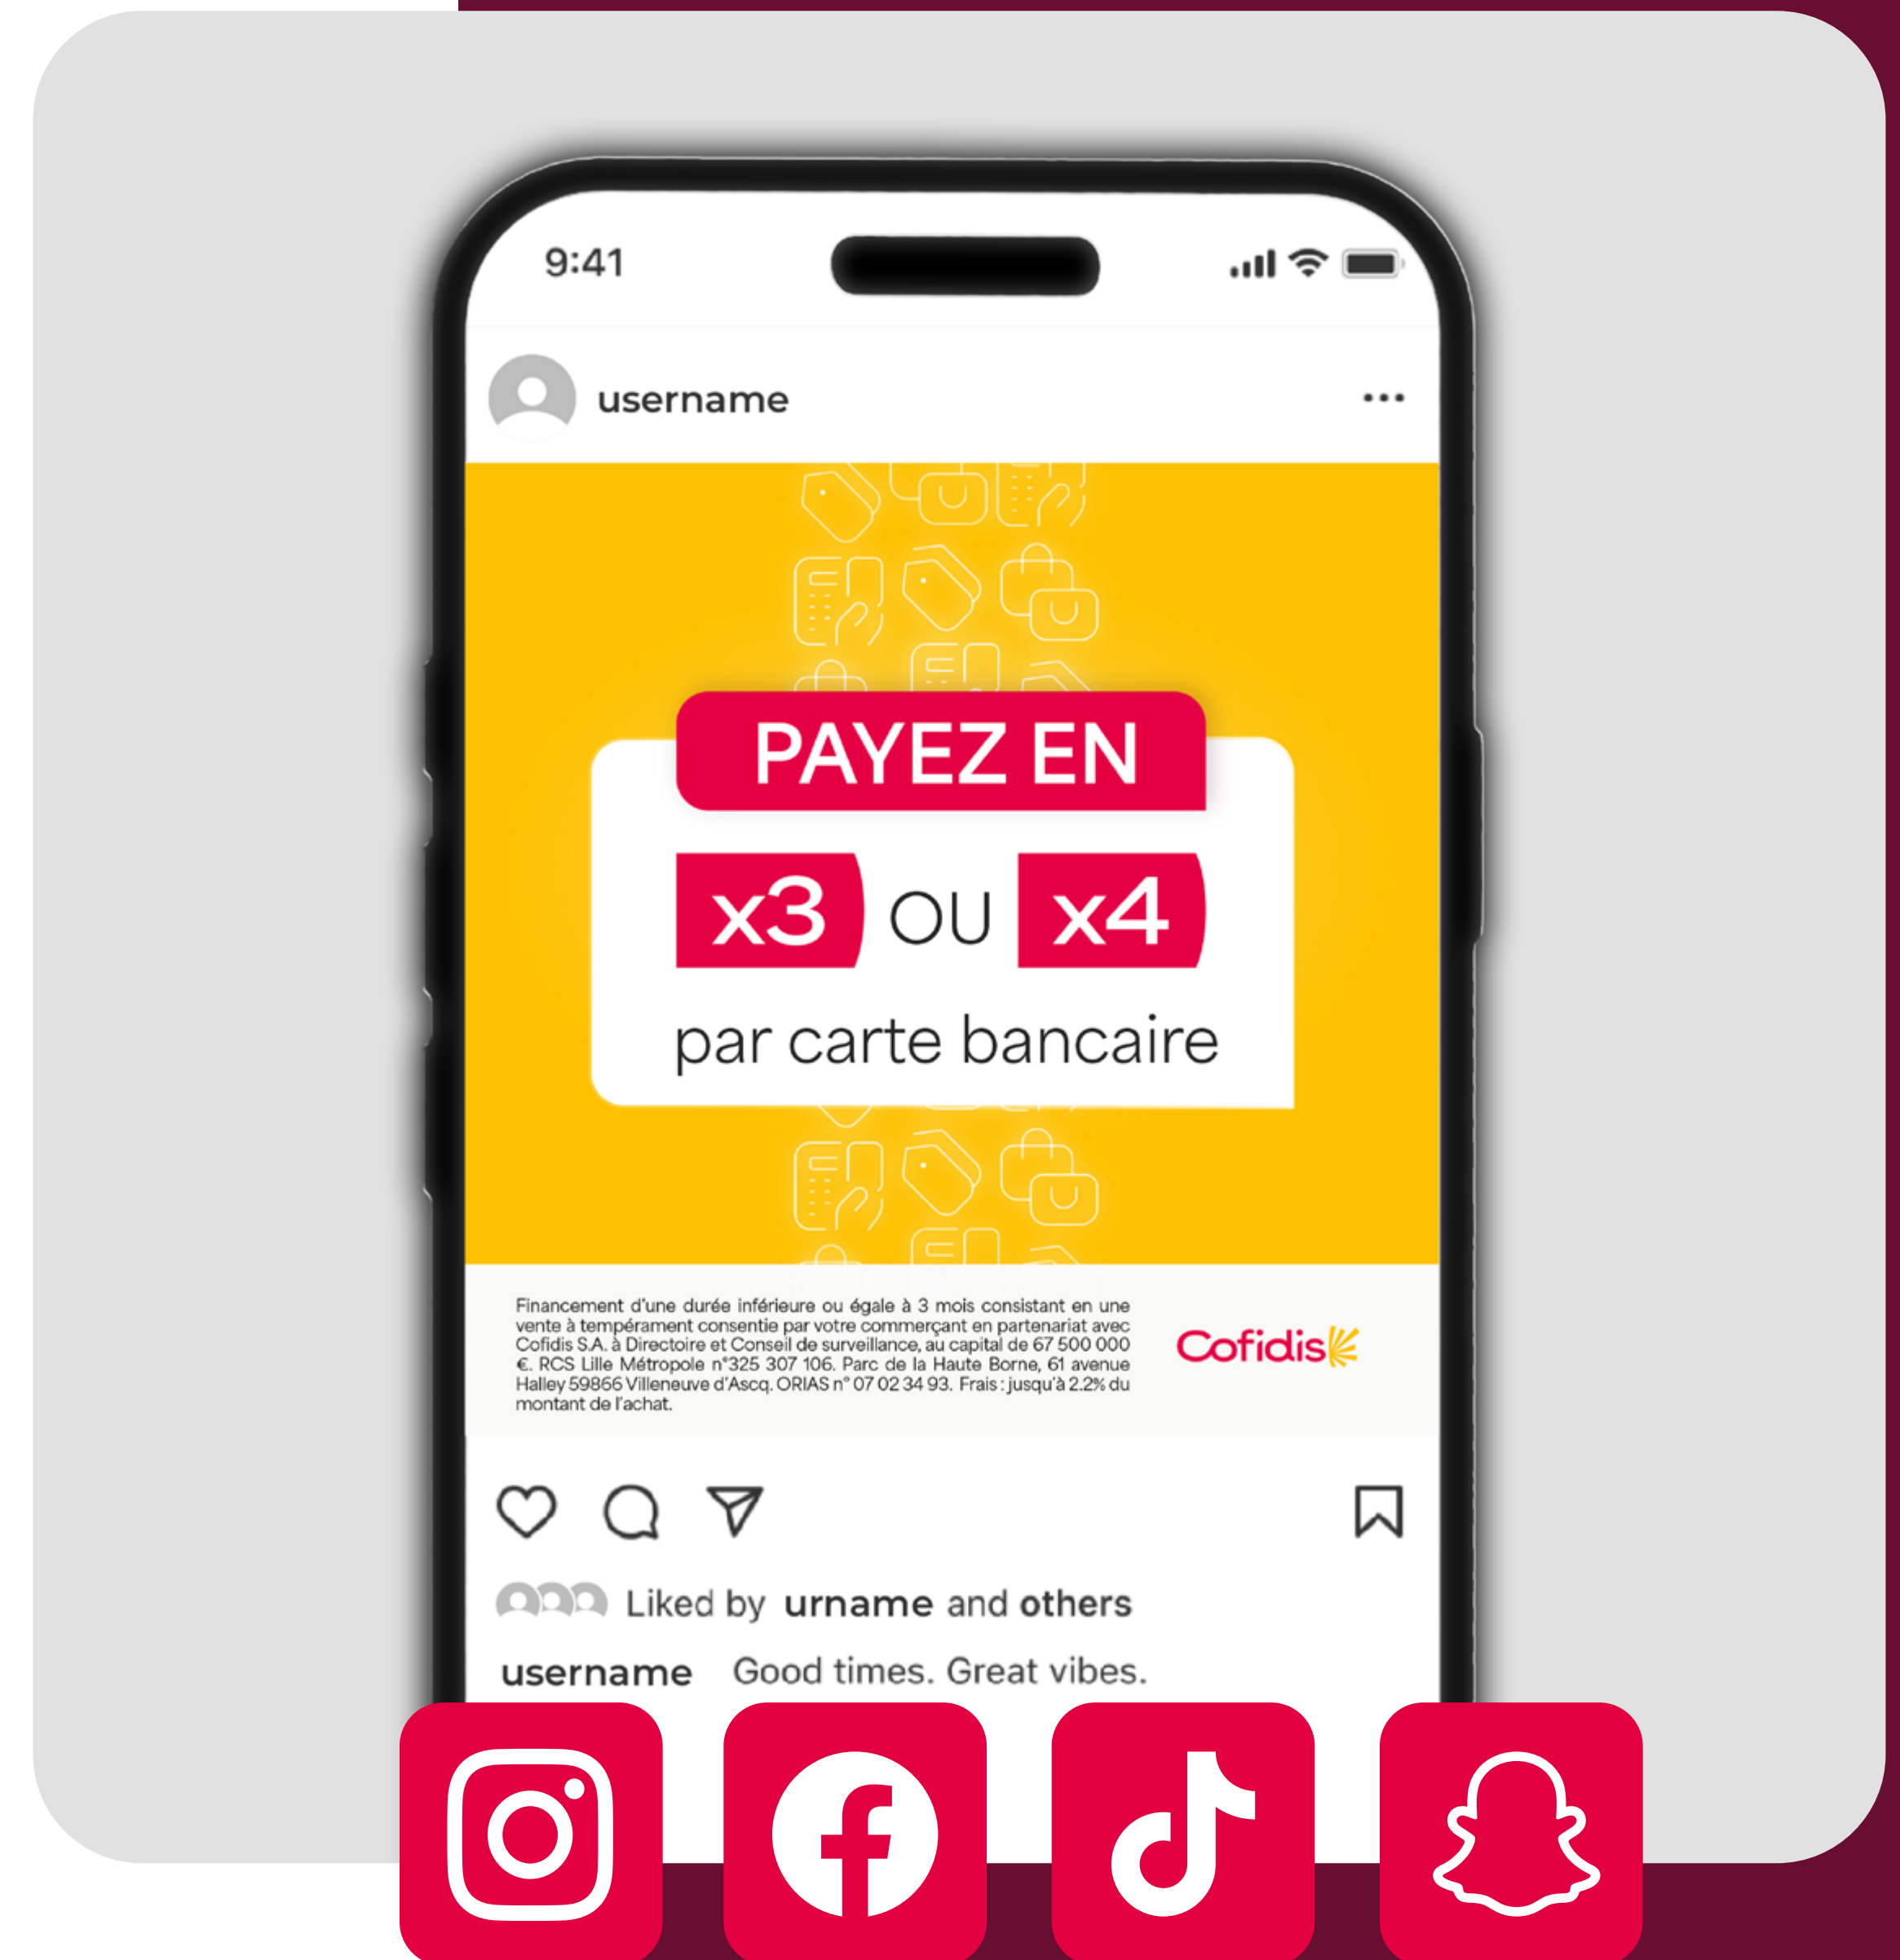 9:41
username
PAYEZ EN
x3 OU x4
par carte bancaire
Financement d'une durée inférieure ou égale à 3 mois consistant en une
vente à tempérament consentie par votre commerçant en partenariat avec
Cofidis S.A. à Directoire et Conseil de surveillance, au capital de 67 500 000
€. RCS Lille Métropole n°325 307 106. Parc de la Haute Borne, 61 avenue
Halley 59866 Villeneuve d'Ascq. ORIAS n° 07 02 34 93. Frais : jusqu'à 2.2% du
montant de l'achat.
Cofidis
Liked by urname and others
username Good times. Great vibes.